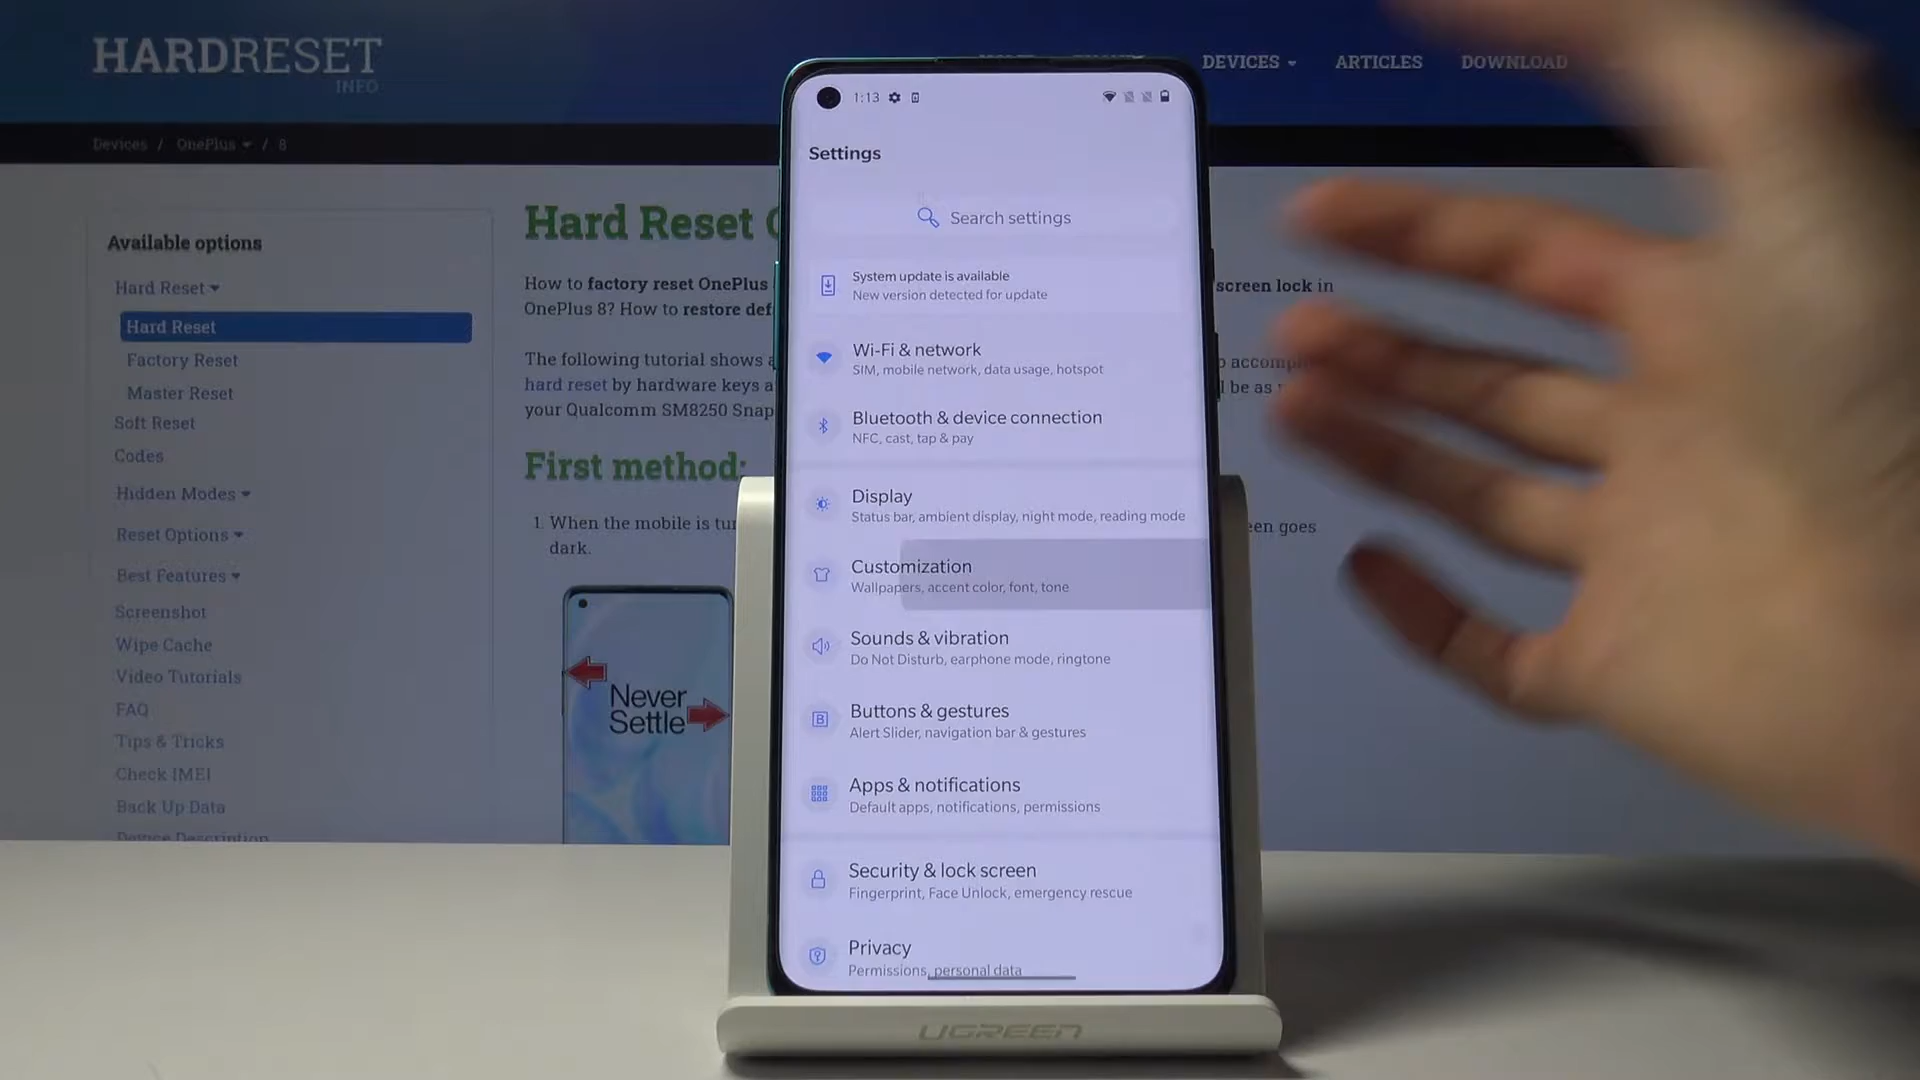 HARDRESET
INFO
DEVICES
ARTICLES
DOWNLOAD
Devices / OnePlus / 8
Available options
Hard Reset
Hard Reset
Factory Reset
Master Reset
Soft Reset
Codes
Hidden Modes
Reset Options
Best Features
Screenshot
Wipe Cache
Video Tutorials
FAQ
Tips & Tricks
Check IMEI
Back Up Data
Device Description
Hard Reset
How to factory reset OnePlus
screen lock in
OnePlus 8? How to restore
The following tutorial shows
hard reset by hardware keys
be as
your Qualcomm SM8250
First method:
1. When the mobile is
goes
dark.
Never
Settle
1:13
Settings
Search settings
System update is available
New version detected for update
Wi-Fi & network
SIM, mobile network, data usage, hotspot
Bluetooth & device connection
NFC, cast, tap & pay
Display
Status bar, ambient display, night mode, reading mode
Customization
Wallpapers, accent color, font, tone
Sounds & vibration
Do Not Disturb, earphone mode, ringtone
B
Buttons & gestures
Alert Slider, navigation bar & gestures
Apps & notifications
Default apps, notifications, permissions
Security & lock screen
Fingerprint, Face Unlock, emergency rescue
Privacy
Permissions, personal data
UGREEN